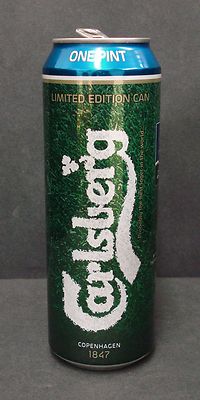 ONE PINT
LIMITED EDITION CAN
Carlsberg
COPENHAGEN
1847